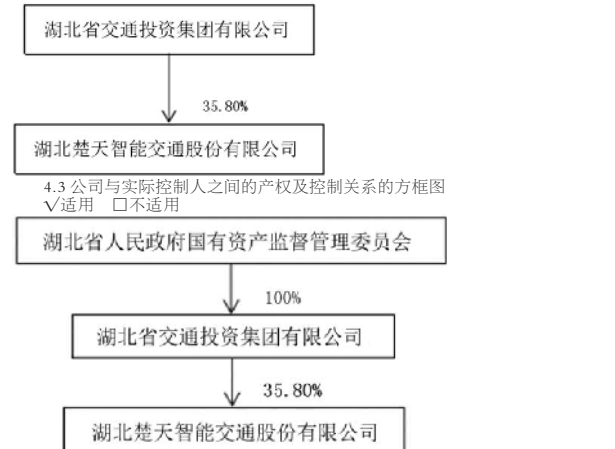 湖北省交通投资集团有限公司
35.80%
湖北楚天智能交通股份有限公司
4.3 公司与实际控制人之间的产权及控制关系的方框图
√适用 □不适用
湖北省人民政府国有资产监督管理委员会
100%
湖北省交通投资集团有限公司
35.80%
湖北楚天智能交通股份有限公司